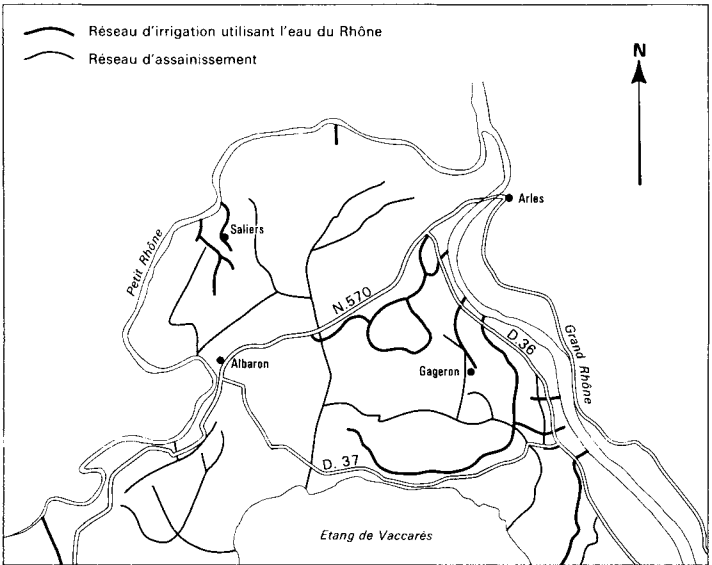 Réseau d'irrigation utilisant l'eau du Rhône
Réseau d'assainissement
N
Arles
Saliers
Petit Rhône
N.570
D.36
Grand Rhône
Albaron
Gageron
D. 37
Etang de Vaccarès